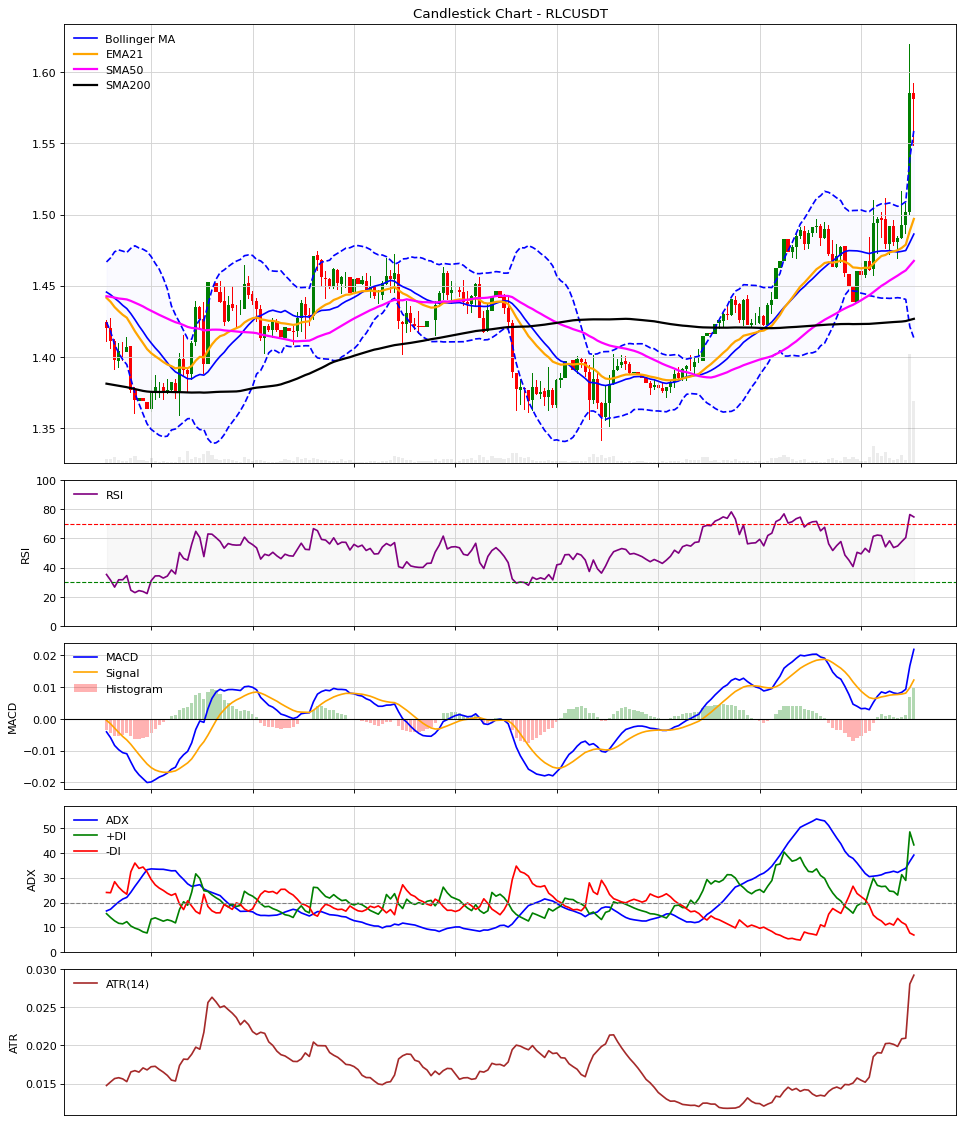 Candlestick Chart - RLCUSDT
Bollinger MA
EMA21
SMA50
SMA200
1.60
1.55
1.50
1.45
1.40
1.35
RSI
100
80
60
40
20
0
RSI
MACD
Signal
Histogram
0.02
0.01
0.00
−0.01
−0.02
MACD
ADX
+DI
-DI
50
40
30
20
10
0
ADX
ATR(14)
0.030
0.025
0.020
0.015
ATR